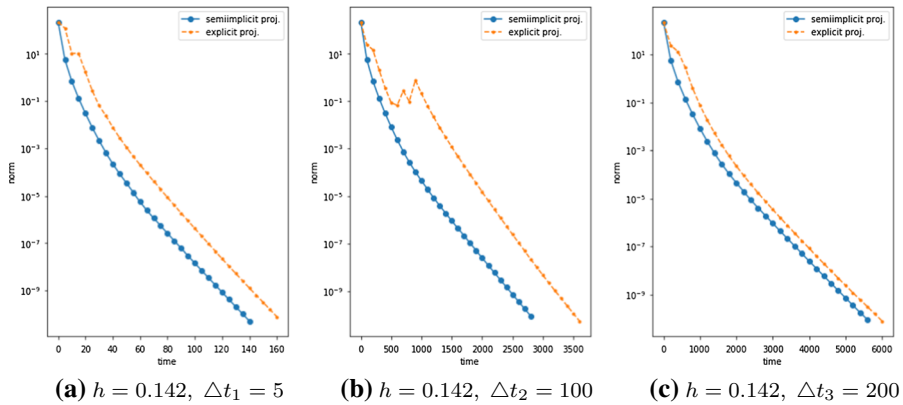 semiimplicit proj.
explicit proj.
norm
10^1
10^-1
10^-3
10^-5
10^-7
10^-9
0 20 40 60 80 100 120 140 160
time
(a) h = 0.142, △t₁ = 5
semiimplicit proj.
explicit proj.
norm
10^1
10^-1
10^-3
10^-5
10^-7
10^-9
0 500 1000 1500 2000 2500 3000 3500
time
(b) h = 0.142, △t₂ = 100
semiimplicit proj.
explicit proj.
norm
10^1
10^-1
10^-3
10^-5
10^-7
10^-9
0 1000 2000 3000 4000 5000 6000
time
(c) h = 0.142, △t₃ = 200